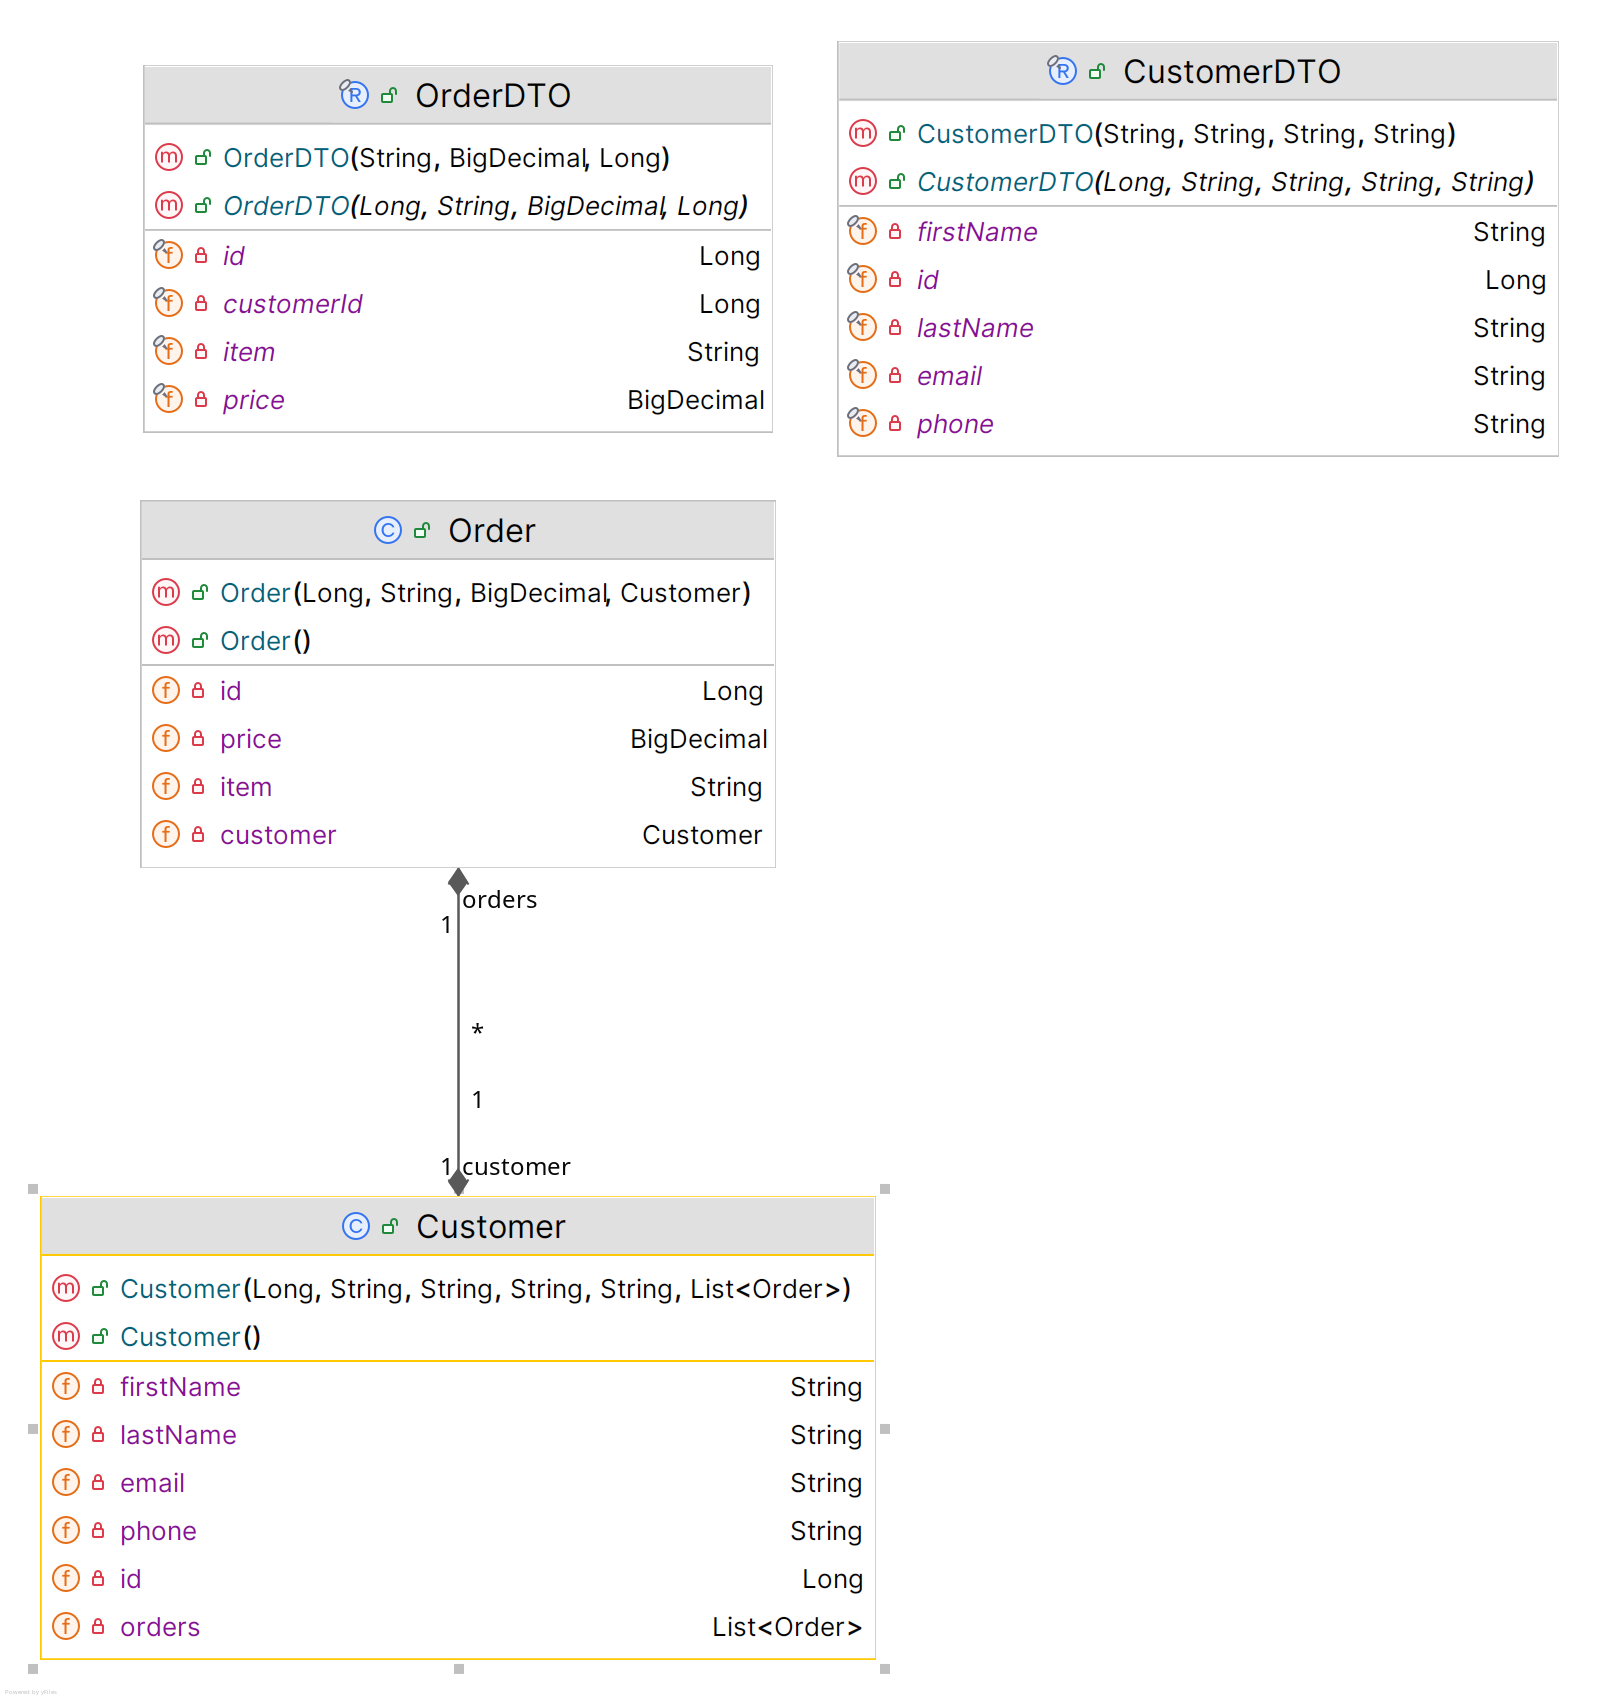 OrderDTO
OrderDTO(String, BigDecimal, Long)
OrderDTO(Long, String, BigDecimal, Long)
id Long
customerId Long
item String
price BigDecimal
CustomerDTO
CustomerDTO(String, String, String, String)
CustomerDTO(Long, String, String, String, String)
firstName String
id Long
lastName String
email String
phone String
Order
Order(Long, String, BigDecimal, Customer)
Order()
id Long
price BigDecimal
item String
customer Customer
orders
1
*
1
1 customer
Customer
Customer(Long, String, String, String, String, List<Order>)
Customer()
firstName String
lastName String
email String
phone String
id Long
orders List<Order>
Powered by yFiles